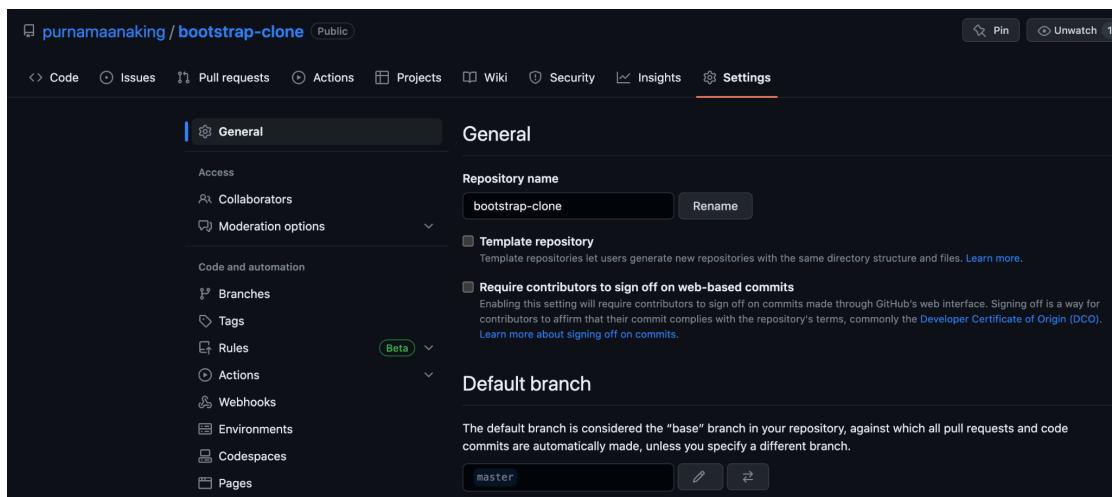 purnamaanaking / bootstrap-clone Public
Pin
Unwatch 1
Code
Issues
Pull requests
Actions
Projects
Wiki
Security
Insights
Settings
General
Access
Collaborators
Moderation options
Code and automation
Branches
Tags
Rules Beta
Actions
Webhooks
Environments
Codespaces
Pages
General
Repository name
bootstrap-clone Rename
Template repository
Template repositories let users generate new repositories with the same directory structure and files. Learn more.
Require contributors to sign off on web-based commits
Enabling this setting will require contributors to sign off on commits made through GitHub's web interface. Signing off is a way for
contributors to affirm that their commit complies with the repository's terms, commonly the Developer Certificate of Origin (DCO).
Learn more about signing off on commits.
Default branch
The default branch is considered the “base” branch in your repository, against which all pull requests and code
commits are automatically made, unless you specify a different branch.
master